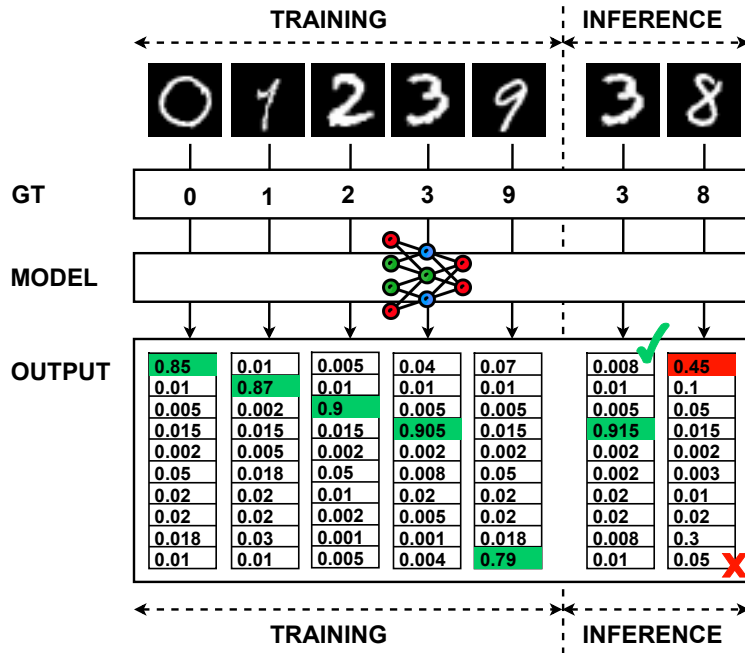 TRAINING INFERENCE
GT 0 1 2 3 9 3 8
MODEL
OUTPUT
0.85 0.01 0.005 0.04 0.07 0.008 0.45
0.01 0.87 0.01 0.01 0.01 0.01 0.1
0.005 0.002 0.9 0.005 0.005 0.005 0.05
0.015 0.015 0.015 0.905 0.015 0.915 0.015
0.002 0.005 0.002 0.002 0.002 0.002 0.002
0.05 0.018 0.05 0.008 0.05 0.002 0.003
0.02 0.02 0.01 0.02 0.02 0.02 0.01
0.02 0.02 0.002 0.005 0.02 0.02 0.02
0.018 0.03 0.001 0.001 0.018 0.008 0.3
0.01 0.01 0.005 0.004 0.79 0.01 0.05
X
TRAINING INFERENCE